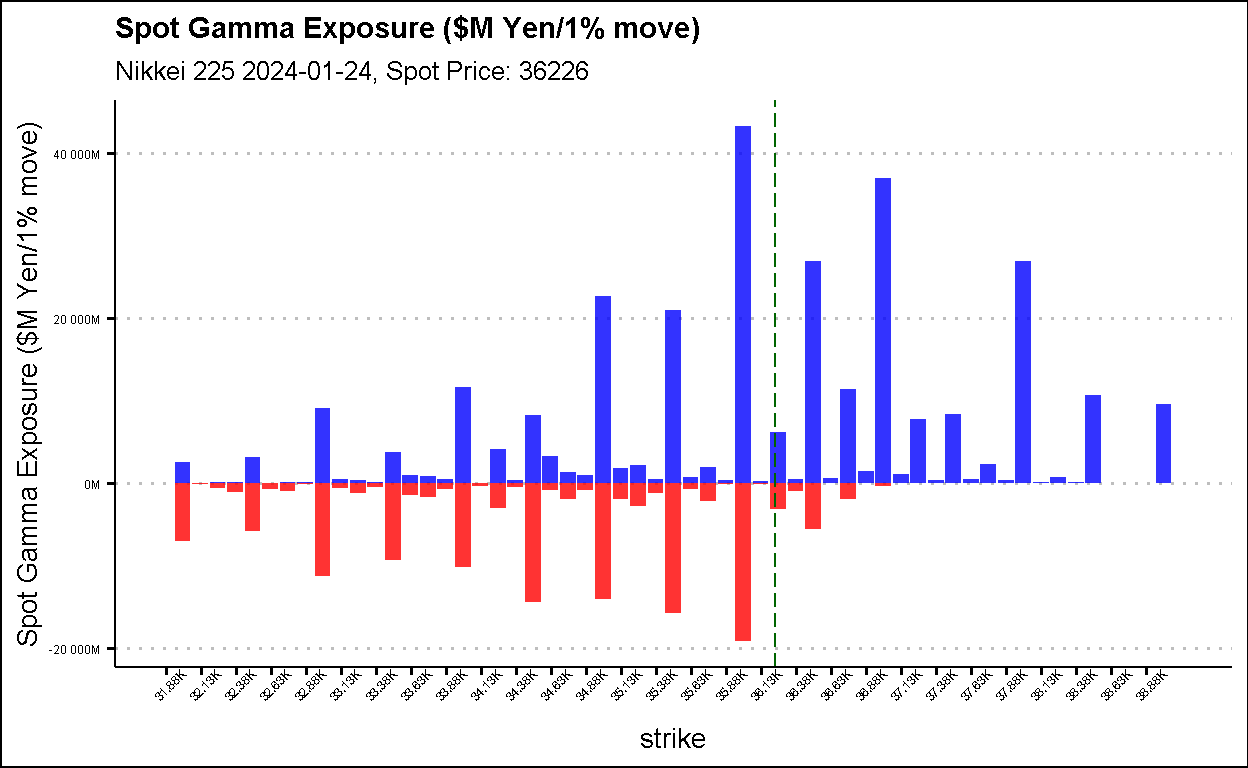 Spot Gamma Exposure ($M Yen/1% move)
Nikkei 225 2024-01-24, Spot Price: 36226
Spot Gamma Exposure ($M Yen/1% move)
40 000M
20 000M
0M
-20 000M
31.88K 32.13K 32.38K 32.63K 32.88K 33.13K 33.38K 33.63K 33.88K 34.13K 34.38K 34.63K 34.88K 35.13K 35.38K 35.63K 35.88K 36.13K 36.38K 36.63K 36.88K 37.13K 37.38K 37.63K 37.88K 38.13K 38.38K 38.63K 38.88K
strike